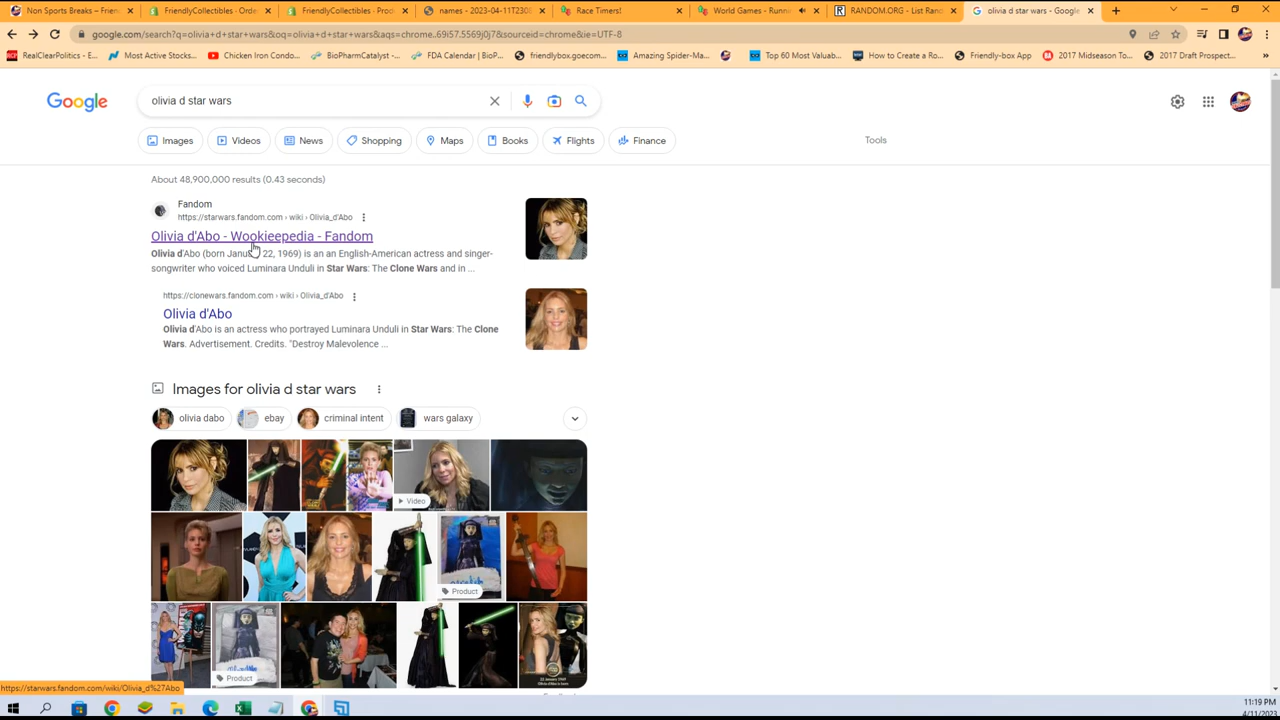 Non Sports Breaks – Frien
FriendlyCollectibles · Orde
FriendlyCollectibles · Prod
names - 2023-04-11T230
Race Timers!
World Games - Runni
RANDOM.ORG - List Rand
olivia d star wars - Google
google.com/search?q=olivia+d+star+wars&oq=olivia+d+star+wars&aqs=chrome..69i57.5569j0j7&sourceid=chrome&ie=UTF-8
RealClearPolitics - E...
Most Active Stocks...
Chicken Iron Condo...
BioPharmCatalyst -...
FDA Calendar | BioP...
friendlybox.goecom...
Amazing Spider-Ma...
Top 60 Most Valuab...
How to Create a Ro...
Friendly-box App
2017 Midseason To...
2017 Draft Prospect...
Google
olivia d star wars
Images
Videos
News
Shopping
Maps
Books
Flights
Finance
Tools
About 48,900,000 results (0.43 seconds)
Fandom
https://starwars.fandom.com › wiki › Olivia_d'Abo
Olivia d'Abo - Wookieepedia - Fandom
Olivia d'Abo (born January 22, 1969) is an an English-American actress and singer-
songwriter who voiced Luminara Unduli in Star Wars: The Clone Wars and in ...
https://clonewars.fandom.com › wiki › Olivia_d'Abo
Olivia d'Abo
Olivia d'Abo is an actress who portrayed Luminara Unduli in Star Wars: The Clone
Wars. Advertisement. Credits. "Destroy Malevolence ...
Images for olivia d star wars
olivia dabo
ebay
criminal intent
wars galaxy
Video
Product
Product
https://starwars.fandom.com/wiki/Olivia_d%27Abo
11:19 PM
4/11/2023